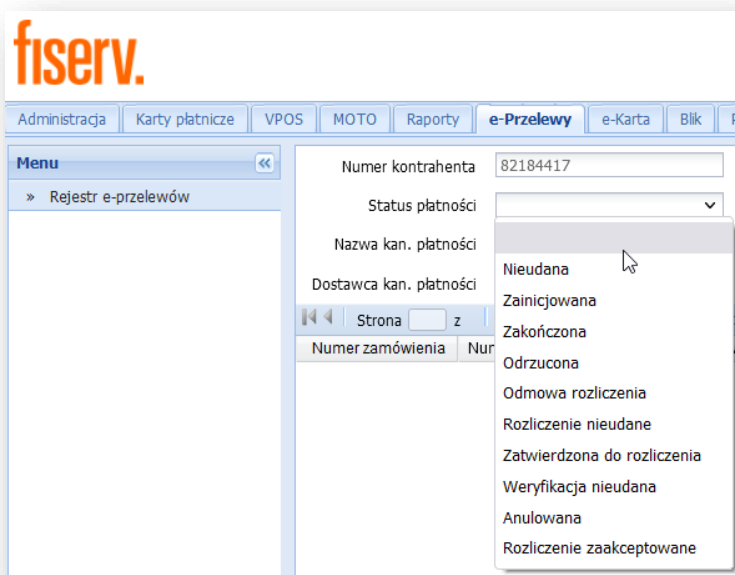 fiserv.
Administracja Karty płatnicze VPOS MOTO Raporty e-Przelewy e-Karta Blik
Menu
» Rejestr e-przelewów
Numer kontrahenta 82184417
Status płatności
Nazwa kan. płatności
Dostawca kan. płatności
Nieudana
Zainicjowana
Zakończona
Odrzucona
Odmowa rozliczenia
Rozliczenie nieudane
Zatwierdzona do rozliczenia
Weryfikacja nieudana
Anulowana
Rozliczenie zaakceptowane
Strona z
Numer zamówienia